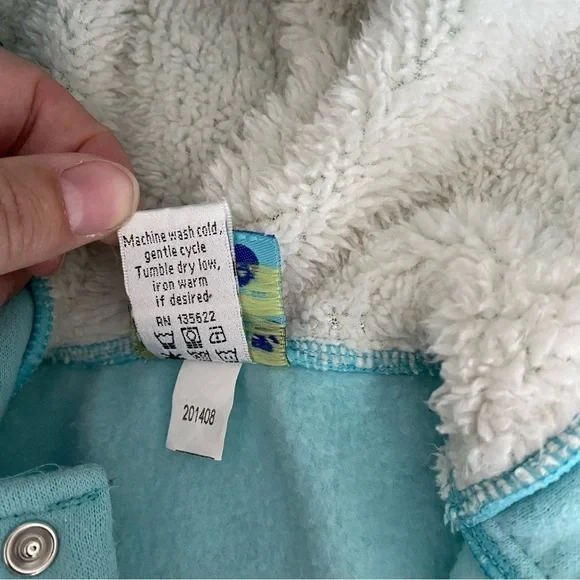 Machine wash cold,
gentle cycle
Tumble dry low,
iron warm
if desired
RN 135622
201408